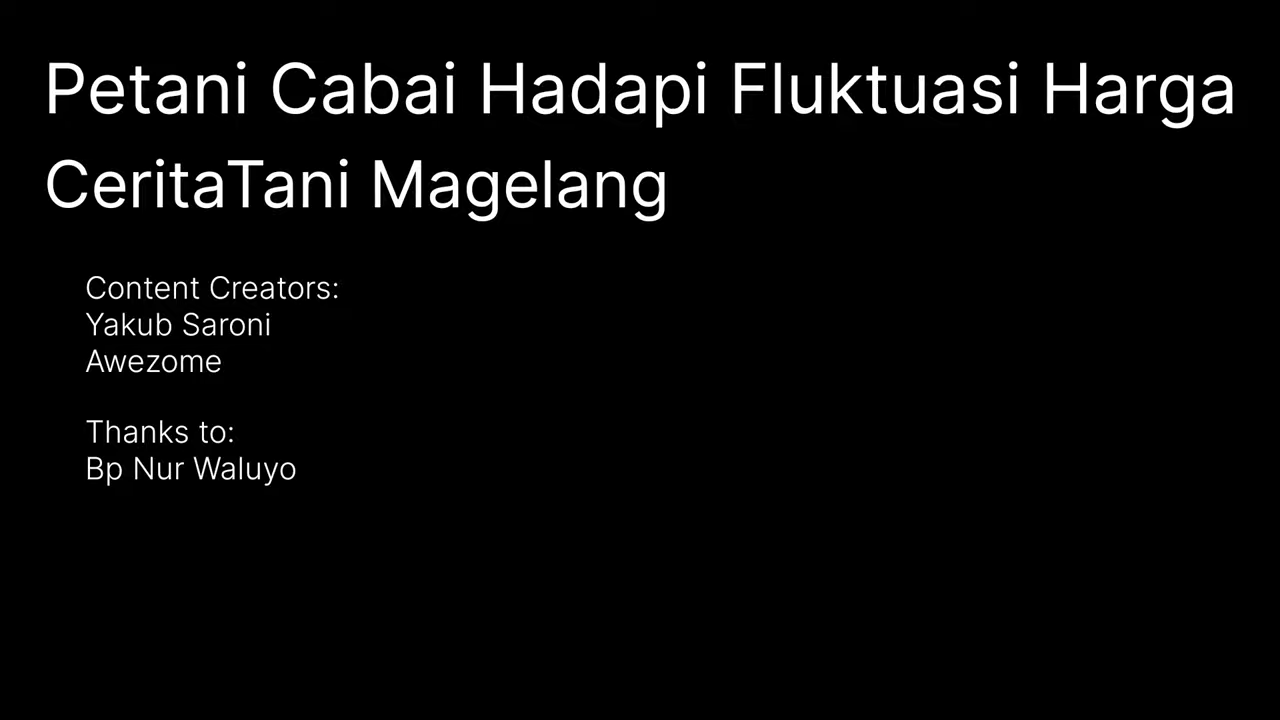 Petani Cabai Hadapi Fluktuasi Harga
CeritaTani Magelang
Content Creators:
Yakub Saroni
Awezome
Thanks to:
Bp Nur Waluyo